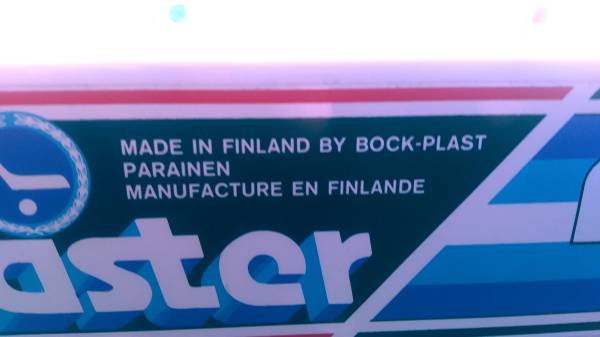 MADE IN FINLAND BY BOCK-PLAST
PARAINEN
MANUFACTURE EN FINLANDE
aster